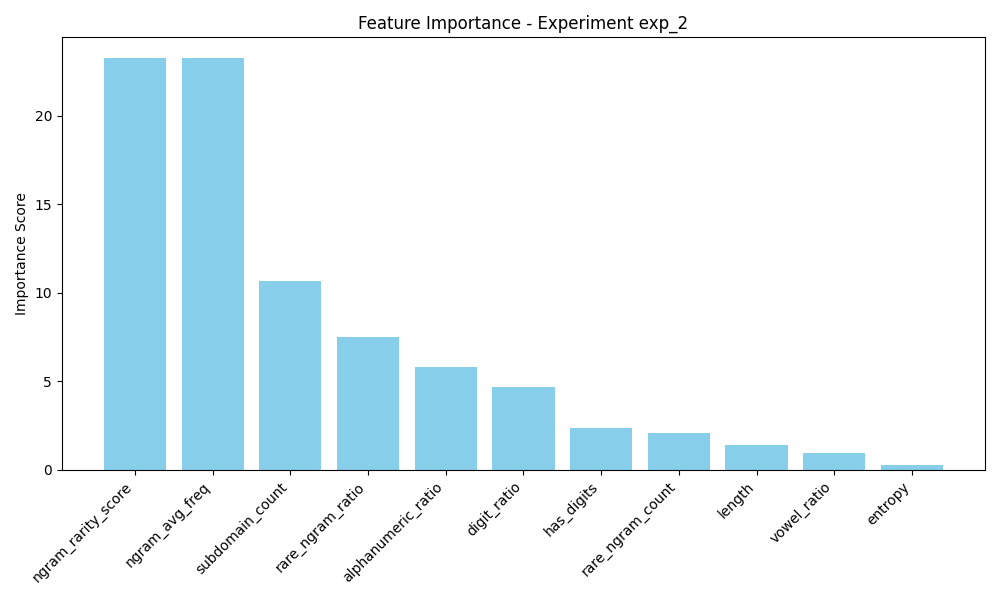 Feature Importance - Experiment exp_2
Importance Score
20
15
10
5
0
ngram_rarity_score
ngram_avg_freq
subdomain_count
rare_ngram_ratio
alphanumeric_ratio
digit_ratio
has_digits
rare_ngram_count
length
vowel_ratio
entropy